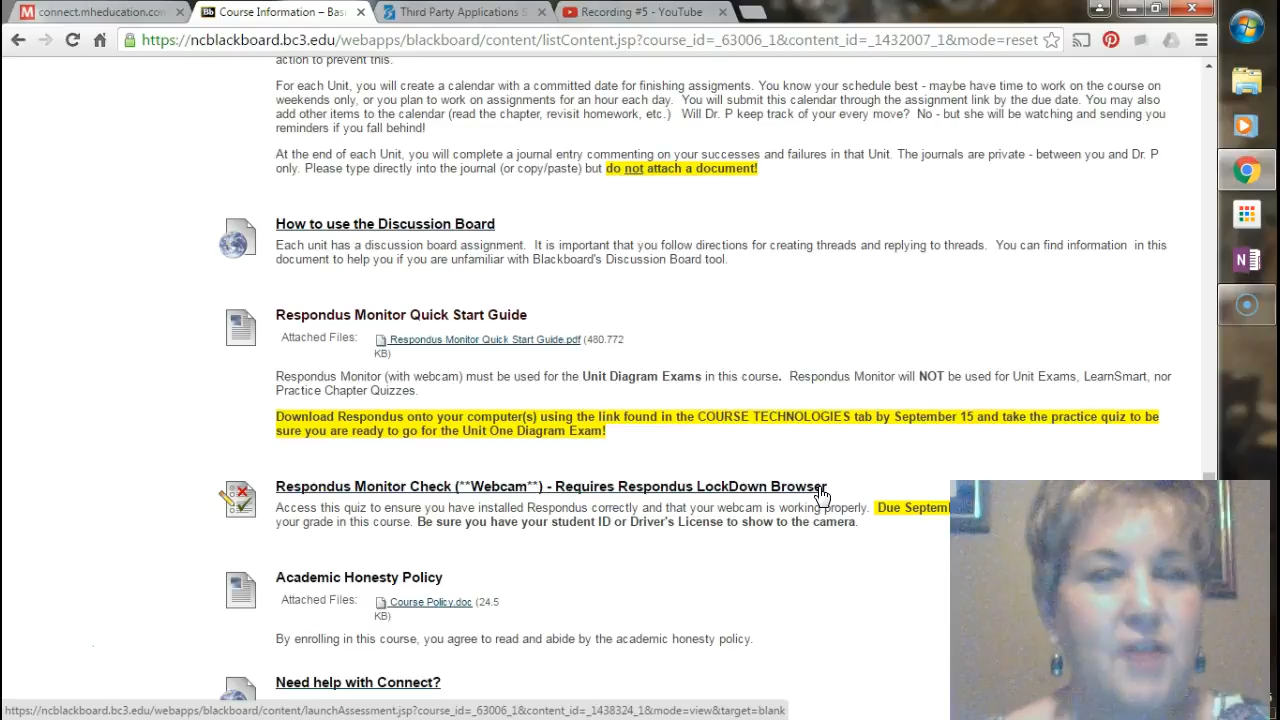 connect.mheducation.com
Course Information – Bas
Third Party Applications S
Recording #5 - YouTube
https://ncblackboard.bc3.edu/webapps/blackboard/content/listContent.jsp?course_id=_63006_1&content_id=_1432007_1&mode=reset
action to prevent this.
For each Unit, you will create a calendar with a committed date for finishing assigments. You know your schedule best - maybe have time to work on the course on
weekends only, or you plan to work on assignments for an hour each day. You will submit this calendar through the assignment link by the due date. You may also
add other items to the calendar (read the chapter, revisit homework, etc.) Will Dr. P keep track of your every move? No - but she will be watching and sending you
reminders if you fall behind!
At the end of each Unit, you will complete a journal entry commenting on your successes and failures in that Unit. The journals are private - between you and Dr. P
only. Please type directly into the journal (or copy/paste) but do not attach a document!
How to use the Discussion Board
Each unit has a discussion board assignment. It is important that you follow directions for creating threads and replying to threads. You can find information in this
document to help you if you are unfamiliar with Blackboard's Discussion Board tool.
Respondus Monitor Quick Start Guide
Attached Files: Respondus Monitor Quick Start Guide.pdf (480.772
KB)
Respondus Monitor (with webcam) must be used for the Unit Diagram Exams in this course. Respondus Monitor will NOT be used for Unit Exams, LearnSmart, nor
Practice Chapter Quizzes.
Download Respondus onto your computer(s) using the link found in the COURSE TECHNOLOGIES tab by September 15 and take the practice quiz to be
sure you are ready to go for the Unit One Diagram Exam!
Respondus Monitor Check (**Webcam**) - Requires Respondus LockDown Browser
Access this quiz to ensure you have installed Respondus correctly and that your webcam is working properly. Due Septem
your grade in this course. Be sure you have your student ID or Driver's License to show to the camera.
Academic Honesty Policy
Attached Files: Course Policy.doc (24.5
KB)
By enrolling in this course, you agree to read and abide by the academic honesty policy.
Need help with Connect?
https://ncblackboard.bc3.edu/webapps/blackboard/content/launchAssessment.jsp?course_id=_63006_1&content_id=_1438324_1&mode=view&target=blank